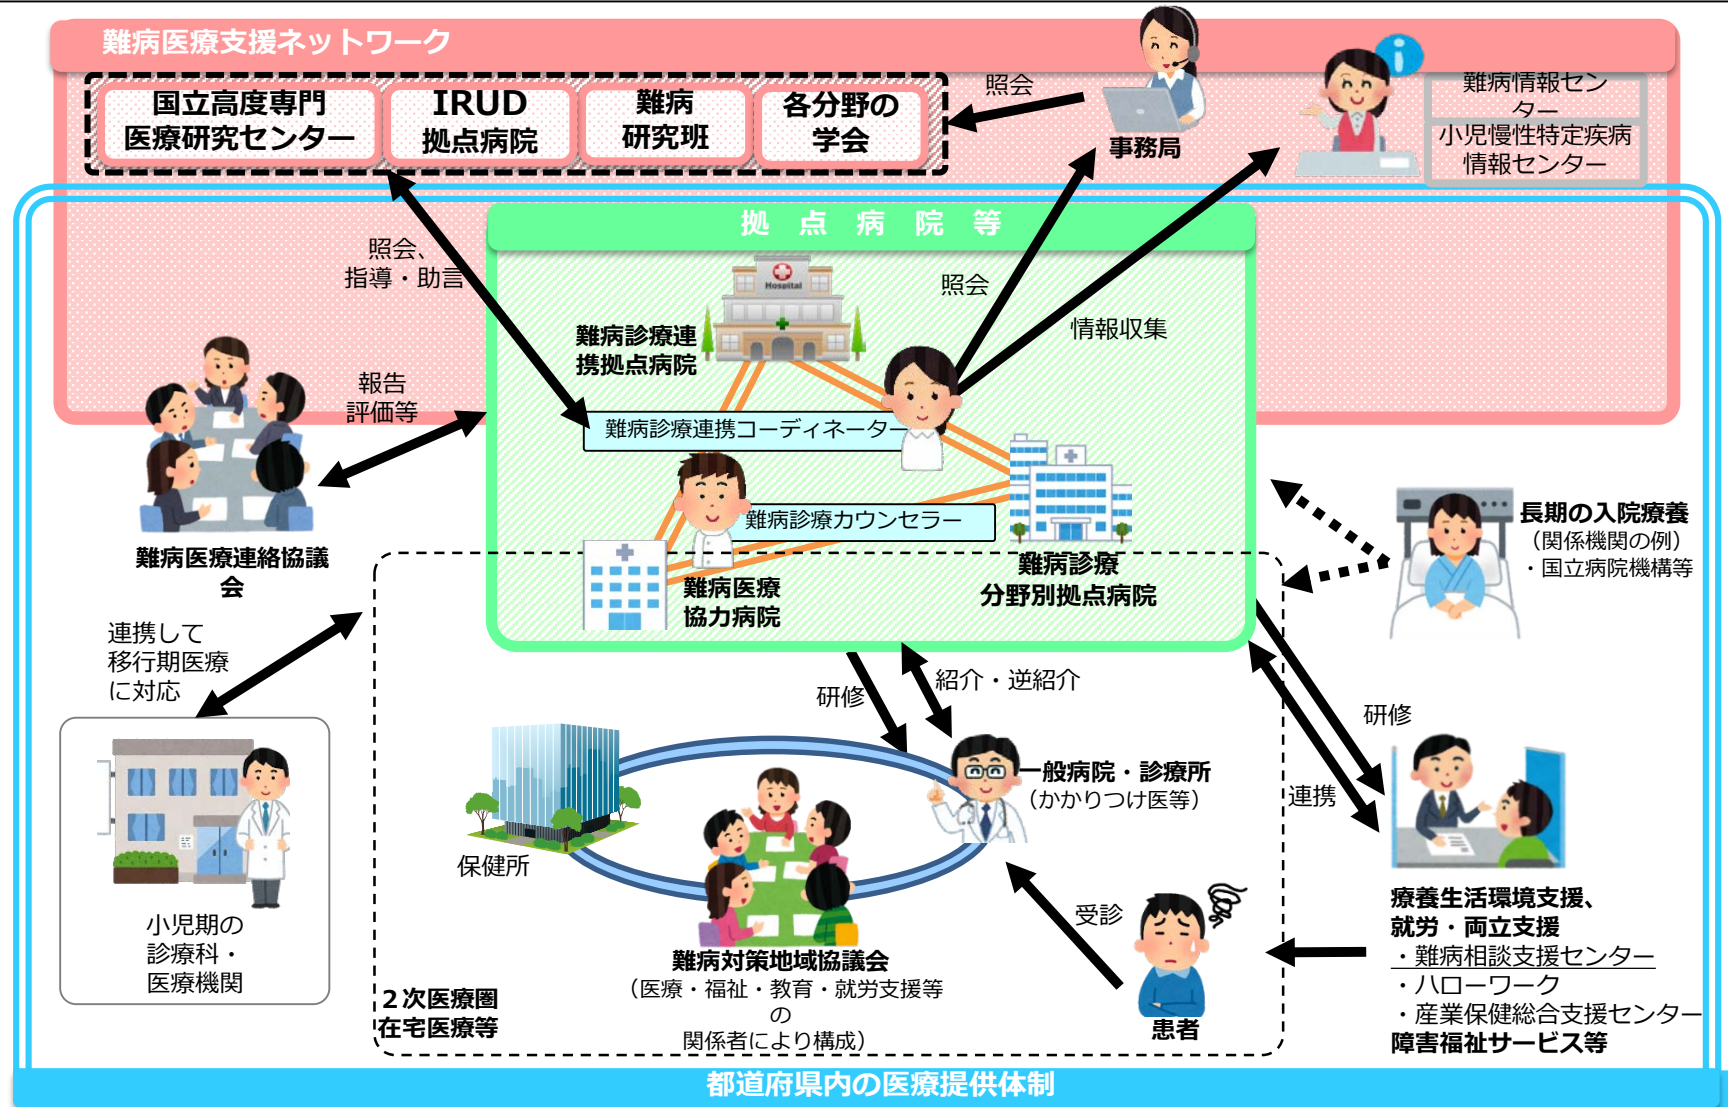 難病医療支援ネットワーク
国立高度専門
医療研究センター
IRUD
拠点病院
難病
研究班
各分野の
学会
照会
事務局
難病情報セン
ター
小児慢性特定疾病
情報センター
拠点病院等
照会、
指導・助言
Hospital
照会
情報収集
難病診療連
携拠点病院
報告
評価等
難病診療連携コーディネーター
難病診療カウンセラー
難病医療連絡協議
会
難病医療
協力病院
難病診療
分野別拠点病院
長期の入院療養
（関係機関の例）
・国立病院機構等
連携して
移行期医療
に対応
研修
紹介・逆紹介
研修
連携
一般病院・診療所
（かかりつけ医等）
保健所
受診
小児期の
診療科・
医療機関
難病対策地域協議会
（医療・福祉・教育・就労支援等
の
関係者により構成）
２次医療圏
在宅医療等
患者
療養生活環境支援、
就労・両立支援
・難病相談支援センター
・ハローワーク
・産業保健総合支援センター
障害福祉サービス等
都道府県内の医療提供体制